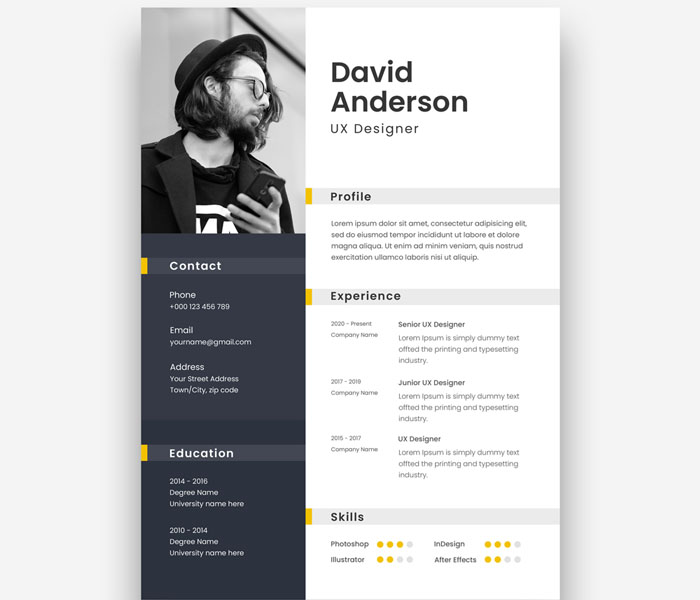 David
Anderson
UX Designer
Contact
Phone
+000 123 456 789
Email
yourname@gmail.com
Address
Your Street Address
Town/City, zip code
Education
2014 - 2016
Degree Name
University name here
2010 - 2014
Degree Name
University name here
Profile
Lorem ipsum dolor sit amet, consectetur adipisicing elit,
sed do eiusmod tempor incididunt ut laboris et dolore
magna aliqua. Ut enim ad minim veniam, quis nostrud
exercitation ullamco laboris nisi ut aliquip.
Experience
2020 - Present
Company Name
Senior UX Designer
Lorem Ipsum is simply dummy text
offted the printing and typesetting
industry.
2017 - 2019
Company Name
Junior UX Designer
Lorem Ipsum is simply dummy text
offted the printing and typesetting
industry.
2015 - 2017
Company Name
UX Designer
Lorem Ipsum is simply dummy text
offted the printing and typesetting
industry.
Skills
Photoshop
InDesign
Illustrator
After Effects